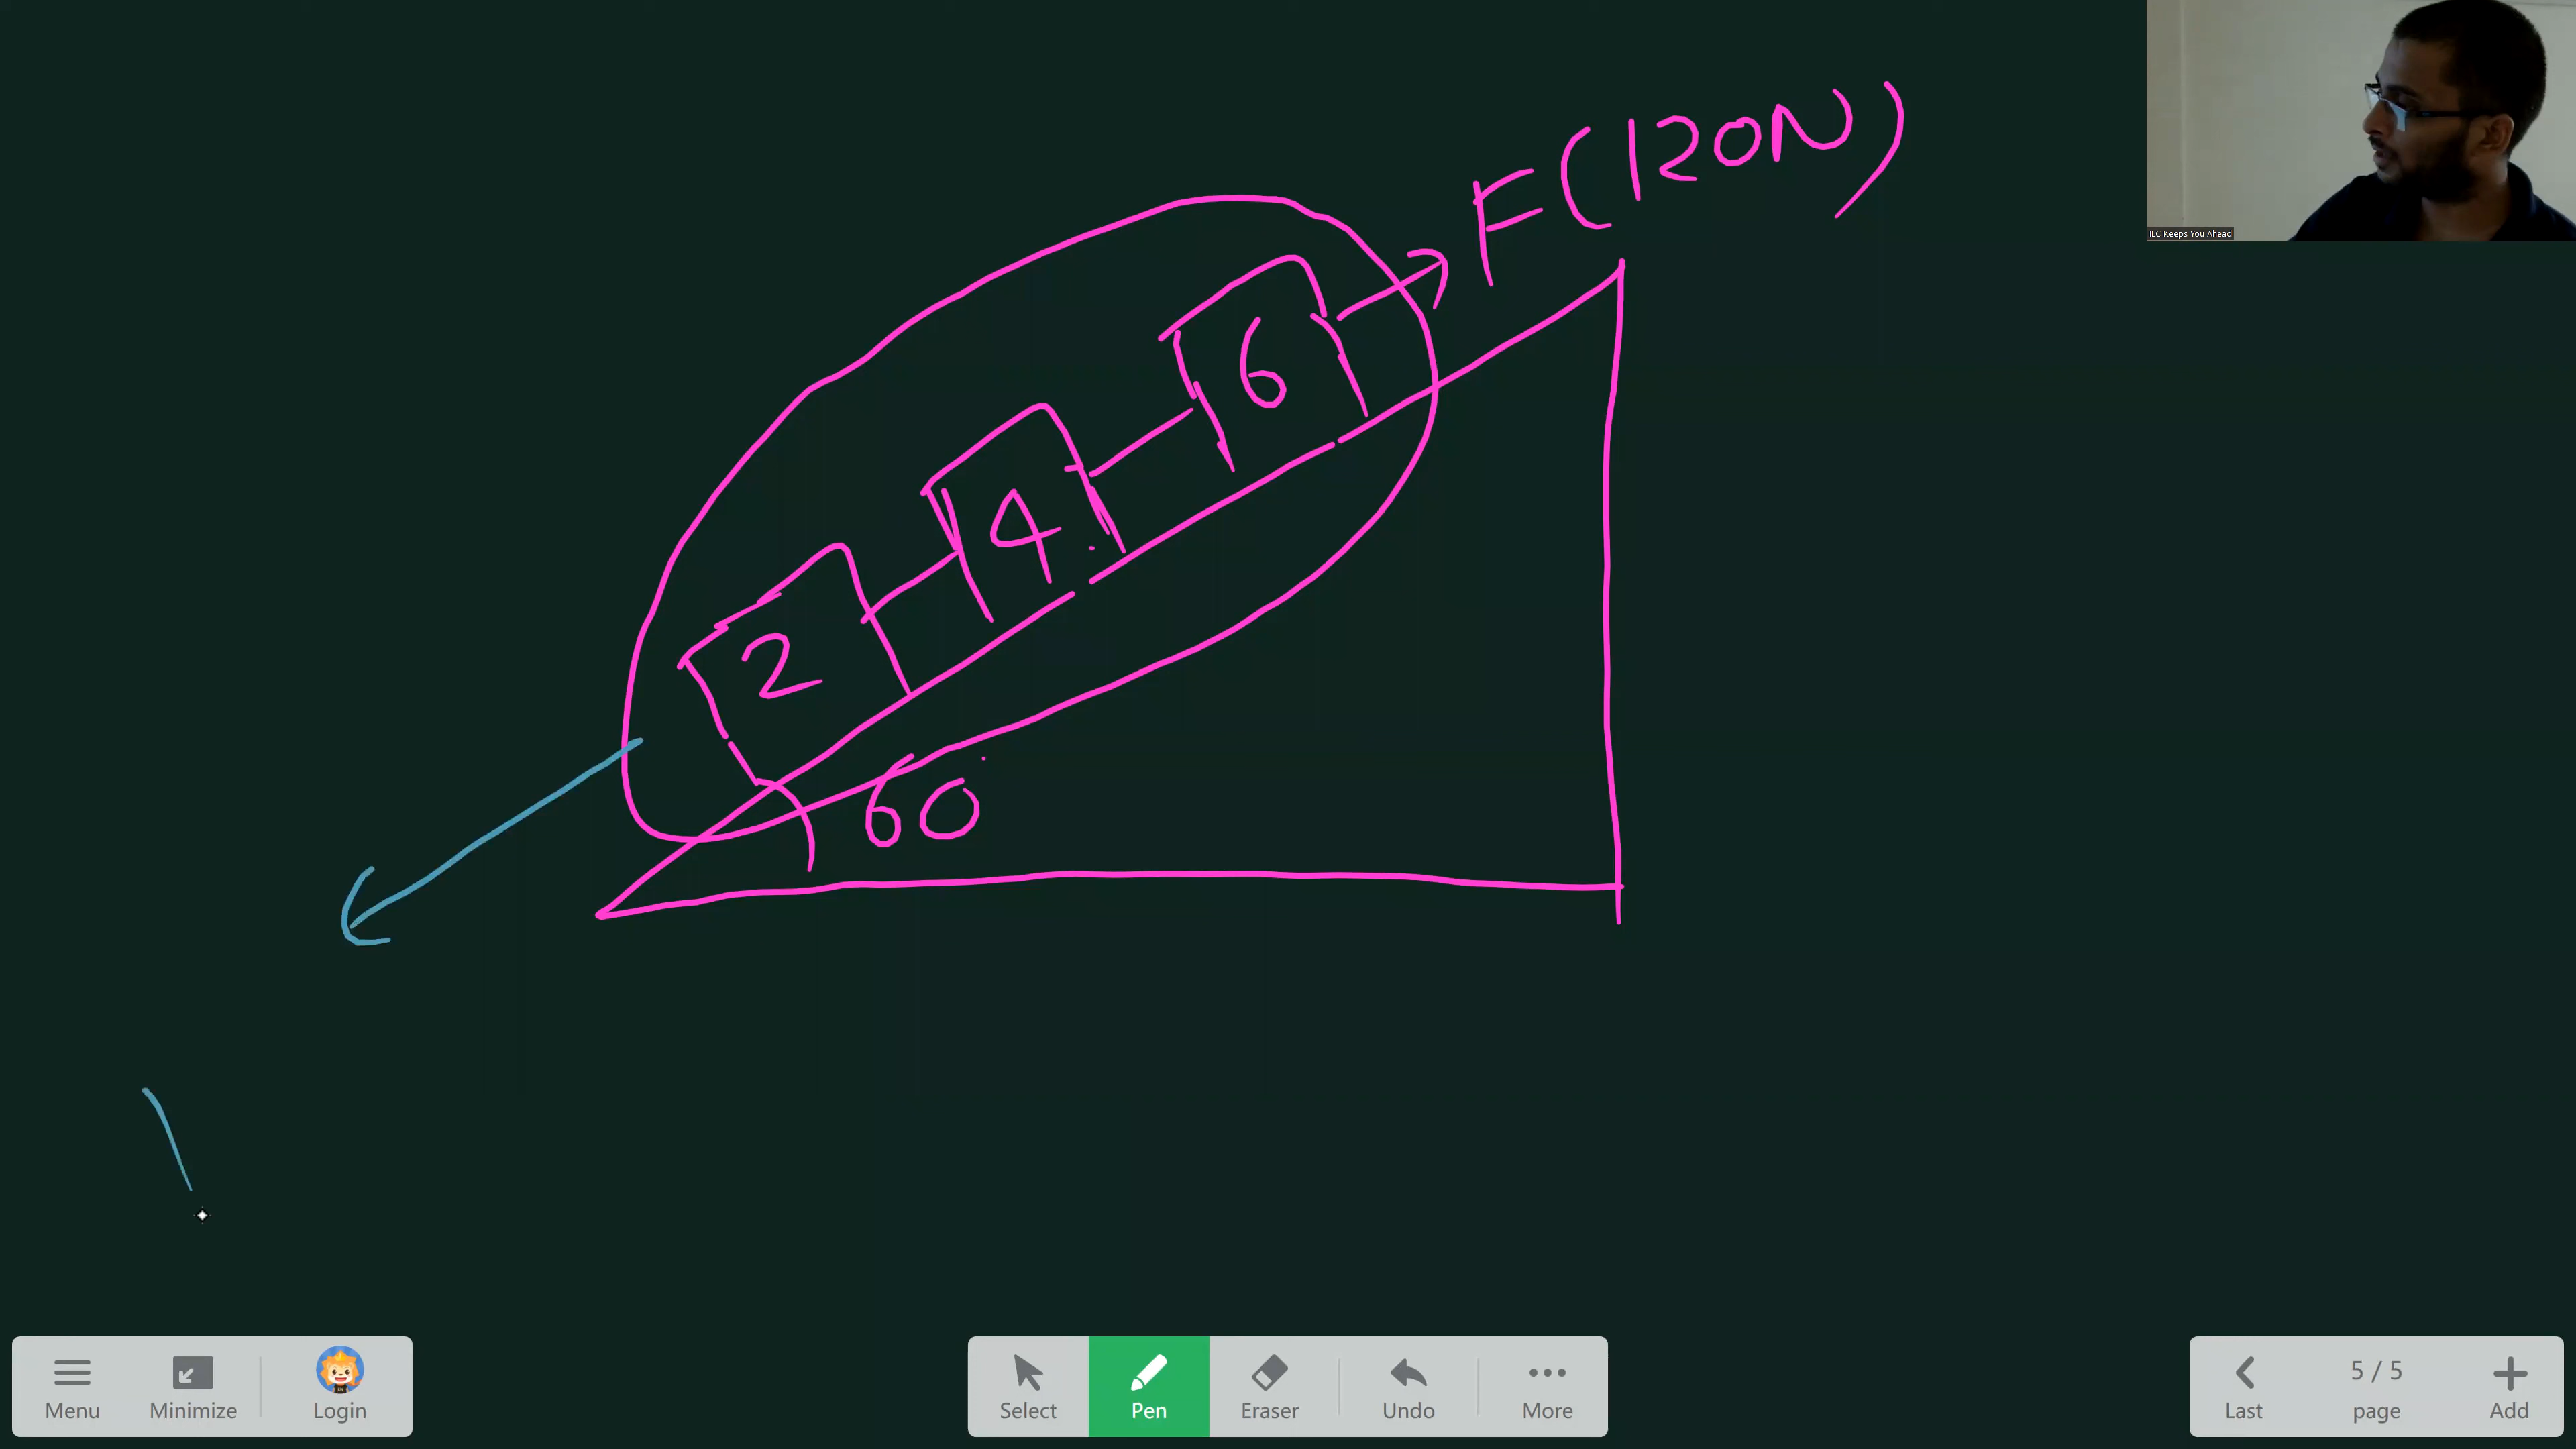 F(120N)
ILC Keeps You Ahead
6
4
2
60°
Menu
Minimize
Login
Select
Pen
Eraser
Undo
More
Last
5 / 5
page
Add